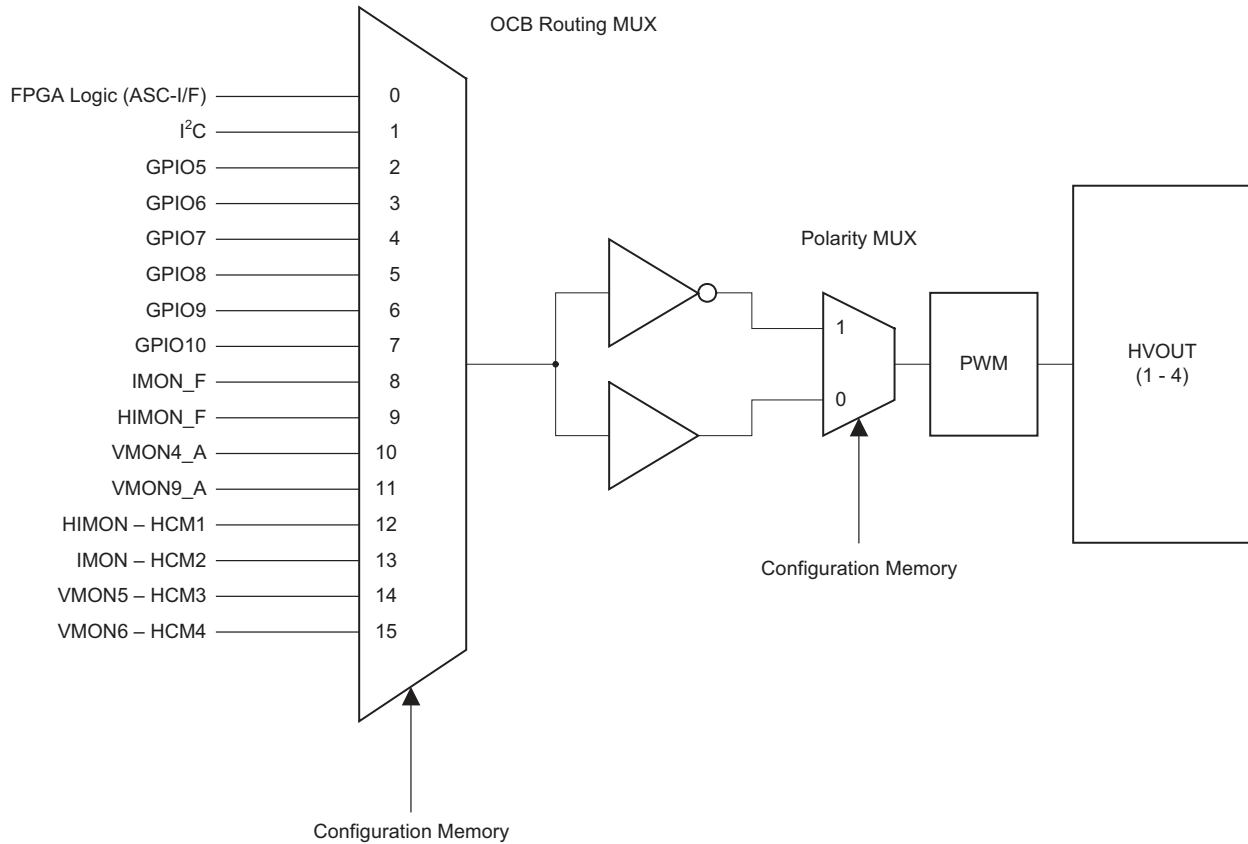 OCB Routing MUX
FPGA Logic (ASC-I/F) 0
I²C 1
GPIO5 2
GPIO6 3
GPIO7 4
GPIO8 5
GPIO9 6
GPIO10 7
IMON_F 8
HIMON_F 9
VMON4_A 10
VMON9_A 11
HIMON – HCM1 12
IMON – HCM2 13
VMON5 – HCM3 14
VMON6 – HCM4 15
Configuration Memory
Polarity MUX
1
0
Configuration Memory
PWM
HVOUT
(1 - 4)